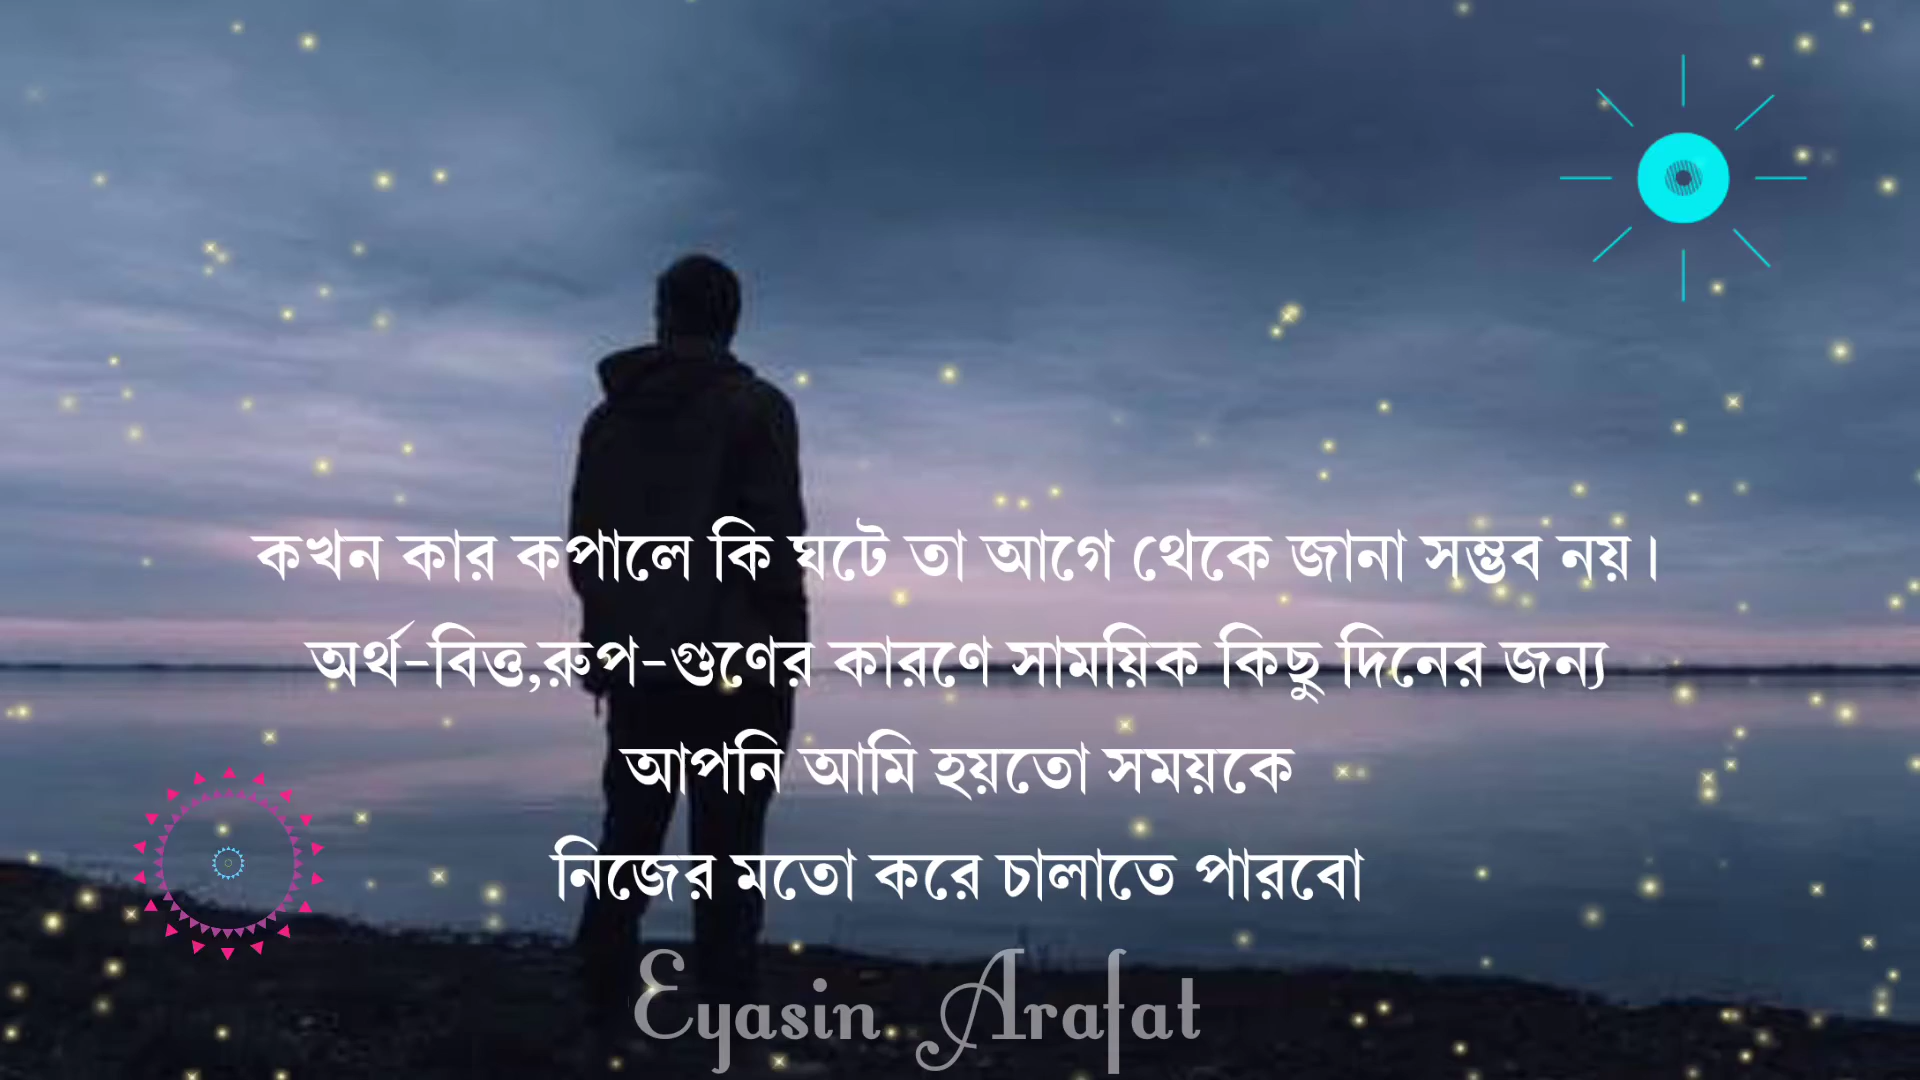 কখন কার কপালে কি ঘটে তা আগে থেকে জানা সম্ভব নয়।
অর্থ-বিত্ত,রুপ-গুণের কারণে সাময়িক কিছু দিনের জন্য
আপনি আমি হয়তো সময়কে
নিজের মতো করে চালাতে পারবো
Eyasin Arafat